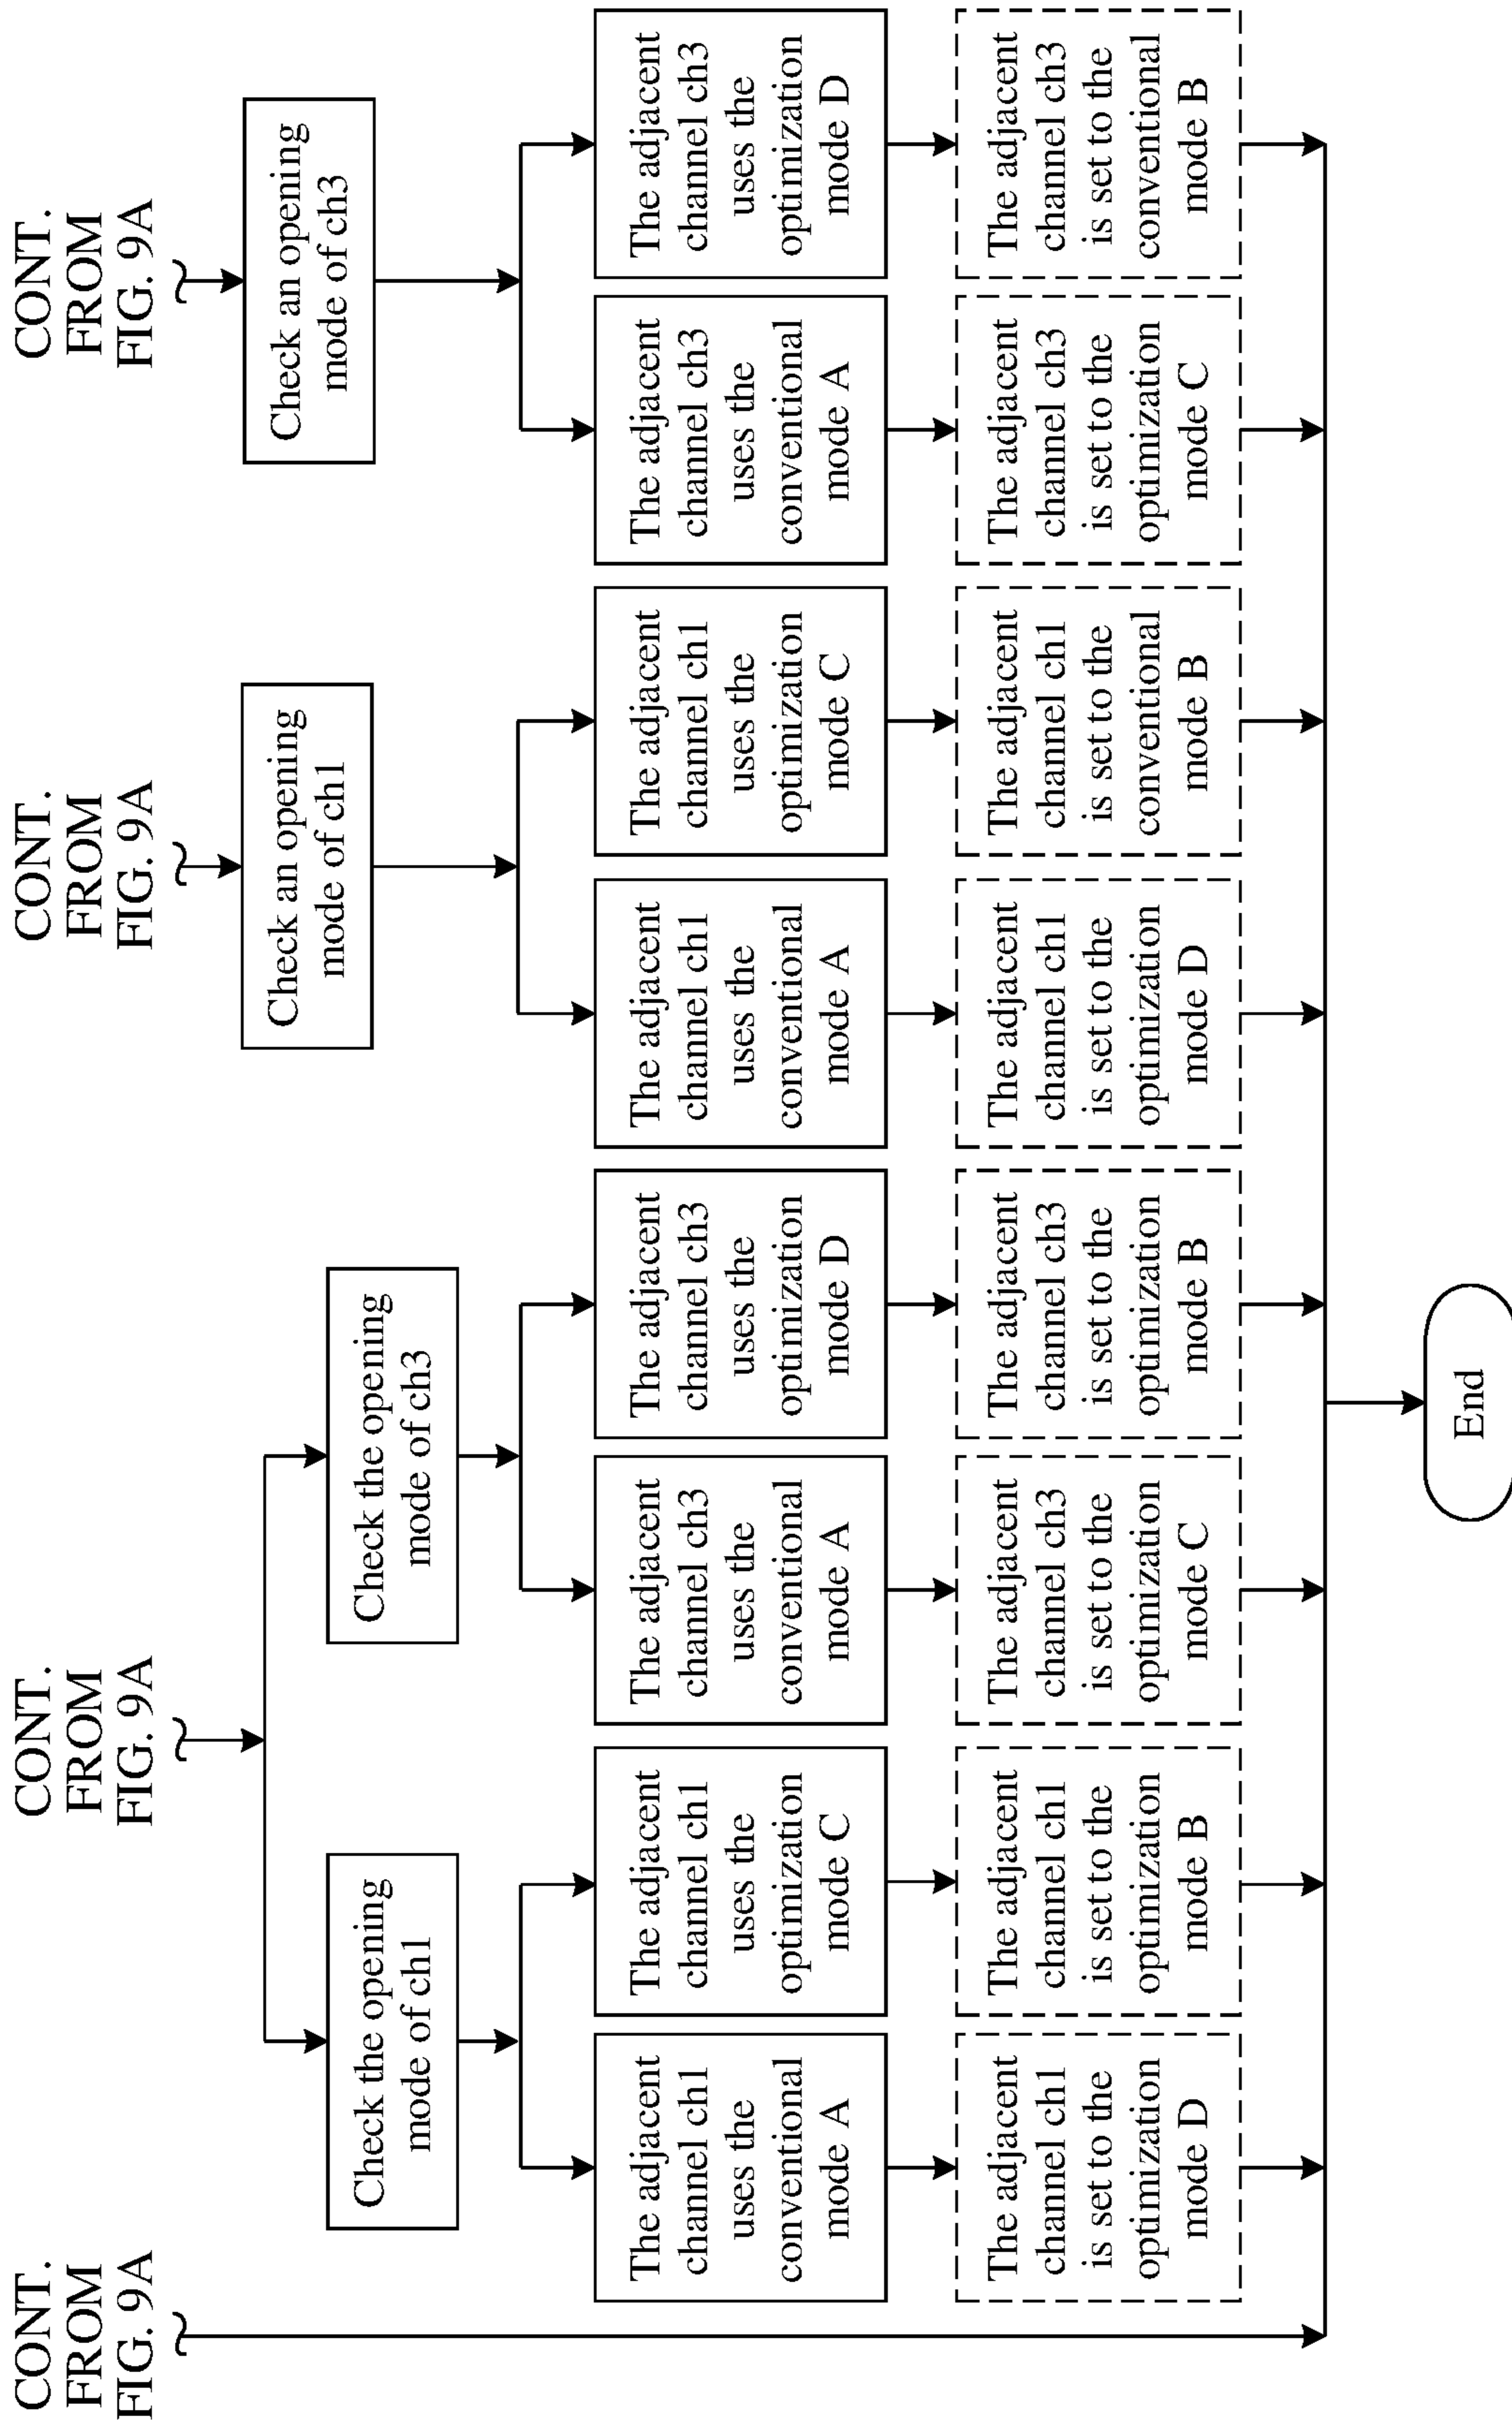 CONT.
FROM
FIG. 9A
CONT.
FROM
FIG. 9A
CONT.
FROM
FIG. 9A
CONT.
FROM
FIG. 9A
Check the opening
mode of ch1
Check the opening
mode of ch3
Check an opening
mode of ch1
Check an opening
mode of ch3
The adjacent
channel ch1
uses the
conventional
mode A
The adjacent
channel ch1
uses the
optimization
mode C
The adjacent
channel ch3
uses the
conventional
mode A
The adjacent
channel ch3
uses the
optimization
mode D
The adjacent
channel ch1
uses the
conventional
mode A
The adjacent
channel ch1
uses the
optimization
mode C
The adjacent
channel ch3
uses the
conventional
mode A
The adjacent
channel ch3
uses the
optimization
mode D
The adjacent
channel ch1
is set to the
optimization
mode D
The adjacent
channel ch1
is set to the
optimization
mode B
The adjacent
channel ch3
is set to the
optimization
mode C
The adjacent
channel ch3
is set to the
optimization
mode B
The adjacent
channel ch1
is set to the
optimization
mode D
The adjacent
channel ch1
is set to the
conventional
mode B
The adjacent
channel ch3
is set to the
optimization
mode C
The adjacent
channel ch3
is set to the
conventional
mode B
End